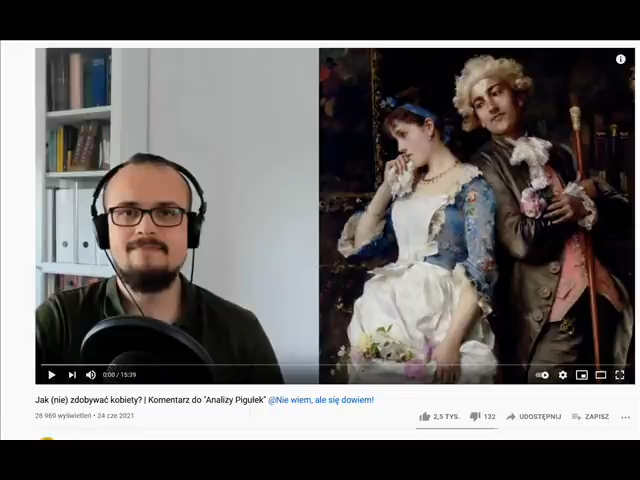 0:00 / 15:39
Jak (nie) zdobywać kobiety? | Komentarz do "Analizy Pigułek" @Nie wiem, ale się dowiem!
28 969 wyświetleń • 24 cze 2021
2,5 TYS. 132 UDOSTĘPNIJ ZAPISZ ...